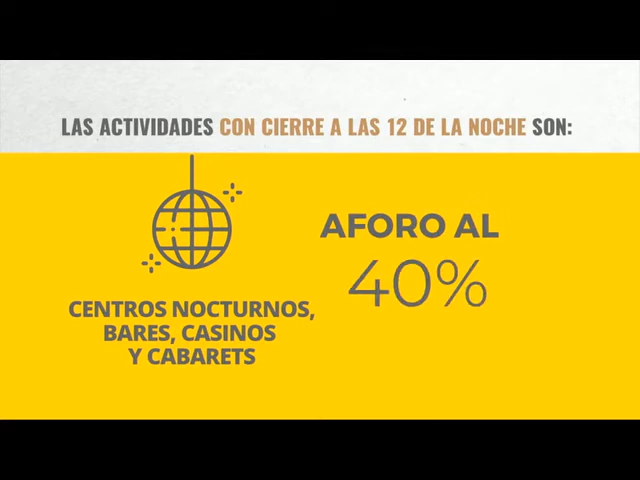 LAS ACTIVIDADES CON CIERRE A LAS 12 DE LA NOCHE SON:
AFORO AL
40%
CENTROS NOCTURNOS,
BARES, CASINOS
Y CABARETS